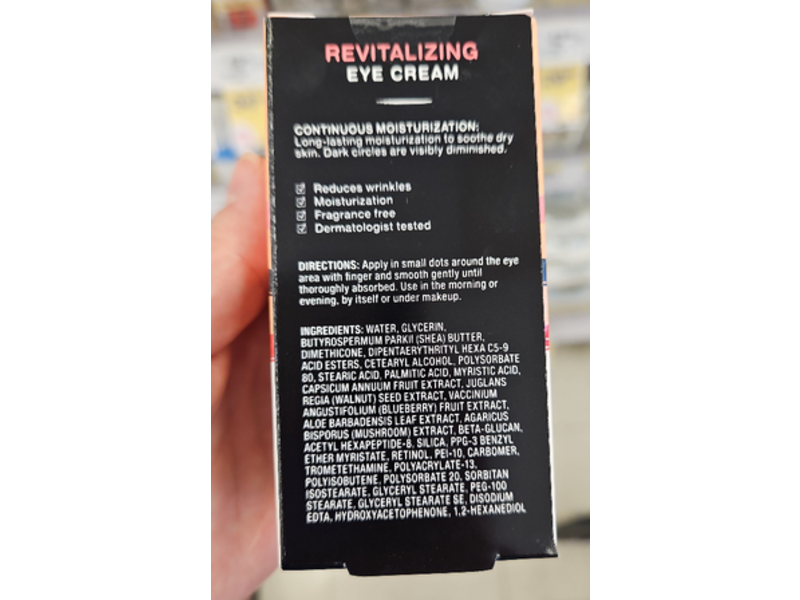 REVITALIZING
EYE CREAM
CONTINUOUS MOISTURIZATION:
Long-lasting moisturization to soothe dry
skin. Dark circles are visibly diminished.
Reduces wrinkles
Moisturization
Fragrance free
Dermatologist tested
DIRECTIONS: Apply in small dots around the eye
area with finger and smooth gently until
thoroughly absorbed. Use in the morning or
evening, by itself or under makeup.
INGREDIENTS: WATER, GLYCERIN,
BUTYROSPERMUM PARKII (SHEA) BUTTER,
DIMETHICONE, DIPENTAERYTHRITYL HEXA C5-9
ACID ESTERS, CETEARYL ALCOHOL, POLYSORBATE
80, STEARIC ACID, PALMITIC ACID, MYRISTIC ACID,
CAPSICUM ANNUUM FRUIT EXTRACT, JUGLANS
REGIA (WALNUT) SEED EXTRACT, VACCINIUM
ANGUSTIFOLIUM (BLUEBERRY) FRUIT EXTRACT,
ALOE BARBADENSIS LEAF EXTRACT, AGARICUS
BISPORUS (MUSHROOM) EXTRACT, BETA-GLUCAN,
ACETYL HEXAPEPTIDE-8, SILICA, PPG-3 BENZYL
ETHER MYRISTATE, RETINOL, PEI-10, CARBOMER,
TROMETETHAMINE, POLYACRYLATE-13,
POLYISOBUTENE, POLYSORBATE 20, SORBITAN
ISOSTEARATE, GLYCERYL STEARATE, PEG-100
STEARATE, GLYCERYL STEARATE SE, DISODIUM
EDTA, HYDROXYACETOPHENONE, 1,2-HEXANEDIOL